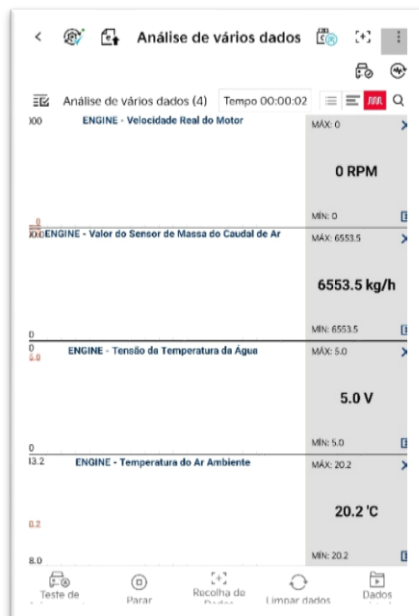 Análise de vários dados
Análise de vários dados (4) Tempo 00:00:02
ENGINE - Velocidade Real do Motor
MÁX: 0
0 RPM
MÍN: 0
0
ENGINE - Valor do Sensor de Massa do Caudal de Ar
MÁX: 6553.5
6553.5 kg/h
0
MÍN: 6553.5
ENGINE - Tensão da Temperatura da Água
MÁX: 5.0
5.0
5.0 V
0
MÍN: 5.0
13.2
ENGINE - Temperatura do Ar Ambiente
MÁX: 20.2
20.2 'C
8.0
MÍN: 20.2
Teste de
Parar
Recolha de
Dados
Limpar dados
Dados